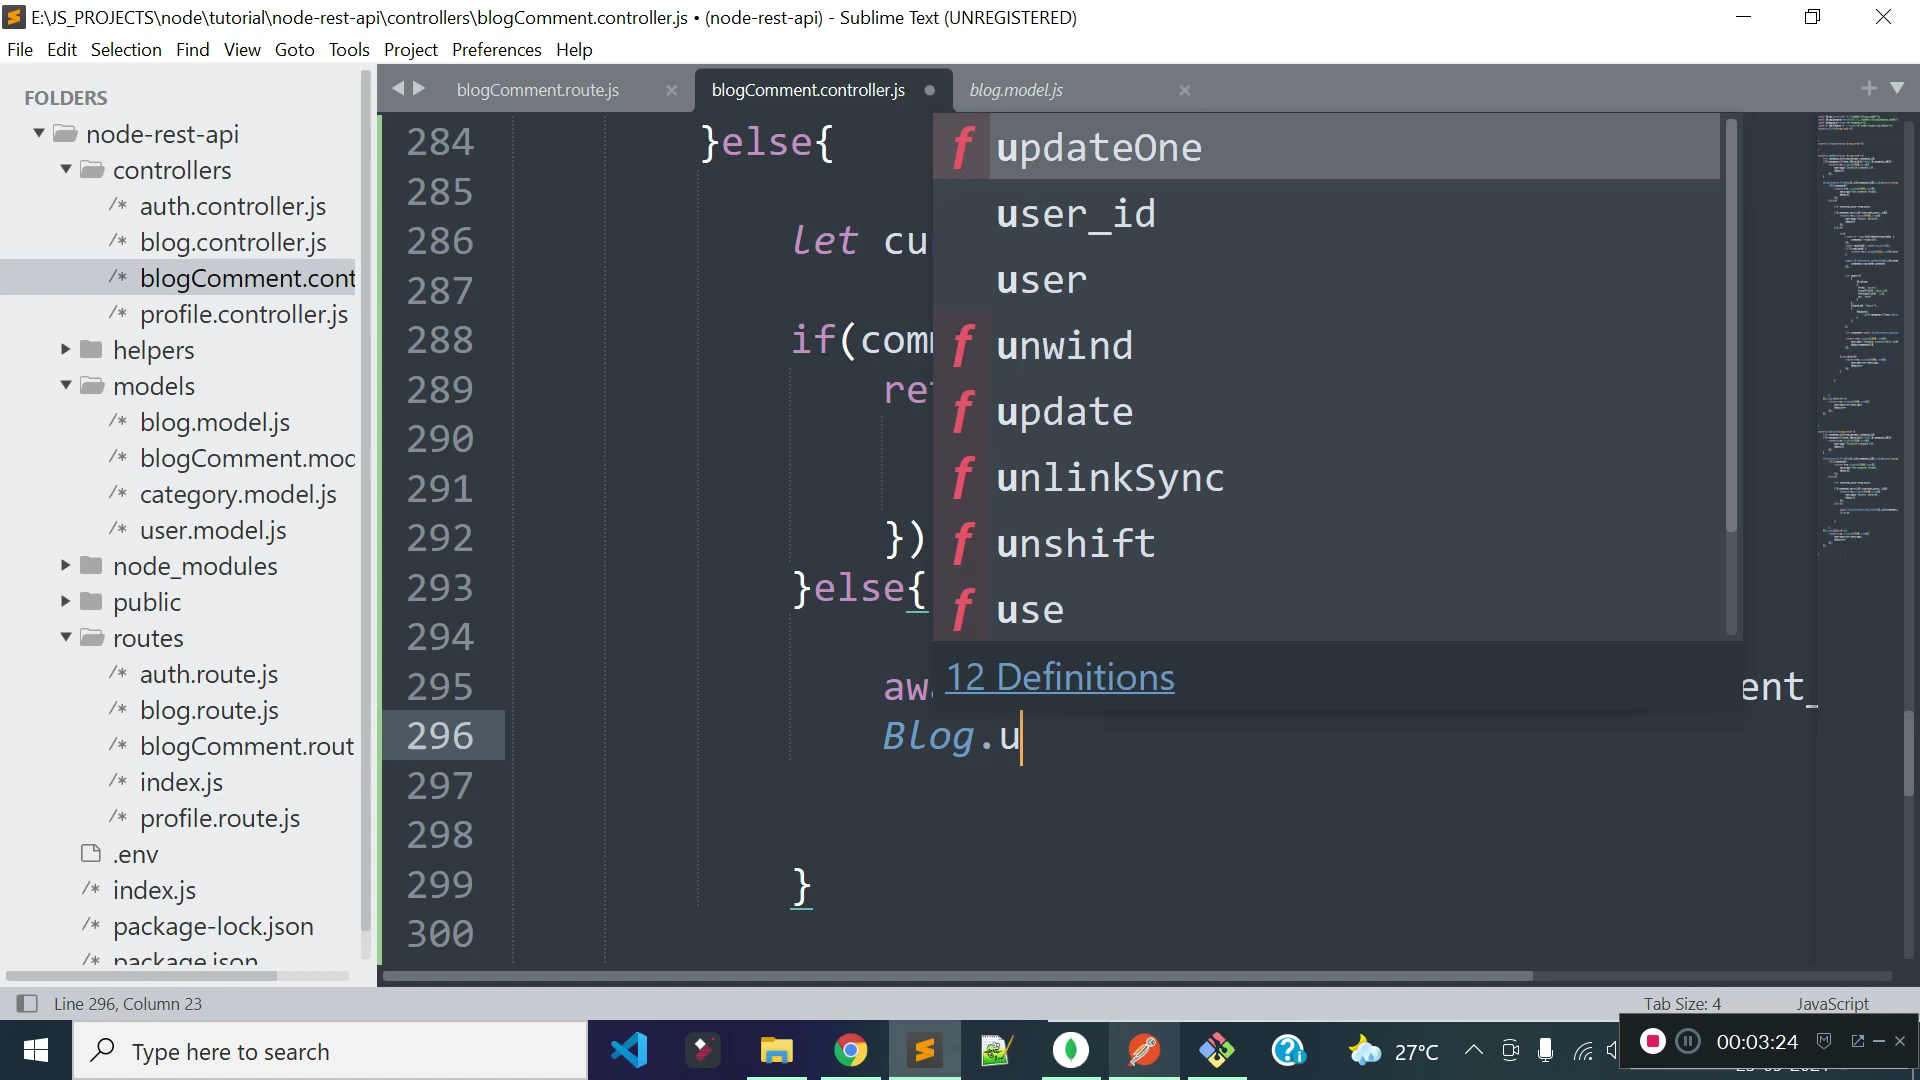 E:\JS_PROJECTS\node\tutorial\node-rest-api\controllers\blogComment.controller.js • (node-rest-api) - Sublime Text (UNREGISTERED)
File Edit Selection Find View Goto Tools Project Preferences Help
FOLDERS
node-rest-api
controllers
/* auth.controller.js
/* blog.controller.js
/* blogComment.cont
/* profile.controller.js
helpers
models
/* blog.model.js
/* blogComment.mod
/* category.model.js
/* user.model.js
node_modules
public
routes
/* auth.route.js
/* blog.route.js
/* blogComment.rout
/* index.js
/* profile.route.js
.env
/* index.js
/* package-lock.json
/* package.json
blogComment.route.js
blogComment.controller.js
blog.model.js
284 }else{
285
286 let cu
287
288 if(com
289 ret
290
291
292 })
293 }else{
294
295 awa ent_
296 Blog.u
297
298
299 }
300
f updateOne
user_id
user
f unwind
f update
f unlinkSync
f unshift
f use
12 Definitions
Line 296, Column 23
Tab Size: 4
JavaScript
Type here to search
27°C
00:03:24